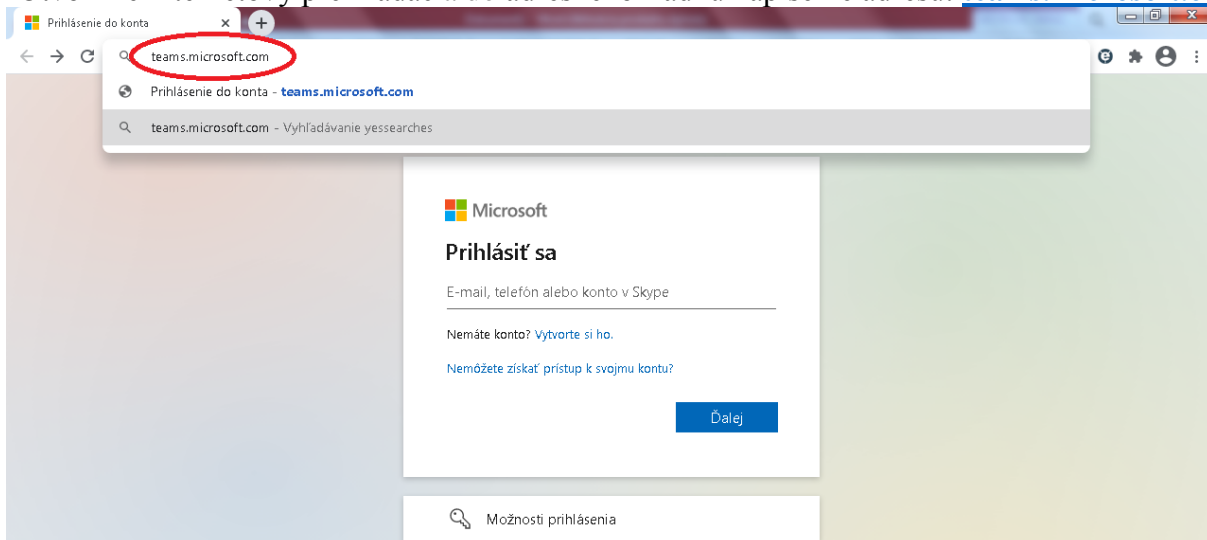 Prihlásenie do konta
teams.microsoft.com
Prihlásenie do konta - teams.microsoft.com
teams.microsoft.com - Vyhľadávanie yessearches
Microsoft
Prihlásiť sa
E-mail, telefón alebo konto v Skype
Nemáte konto? Vytvorte si ho.
Nemôžete získať prístup k svojmu kontu?
Ďalej
Možnosti prihlásenia